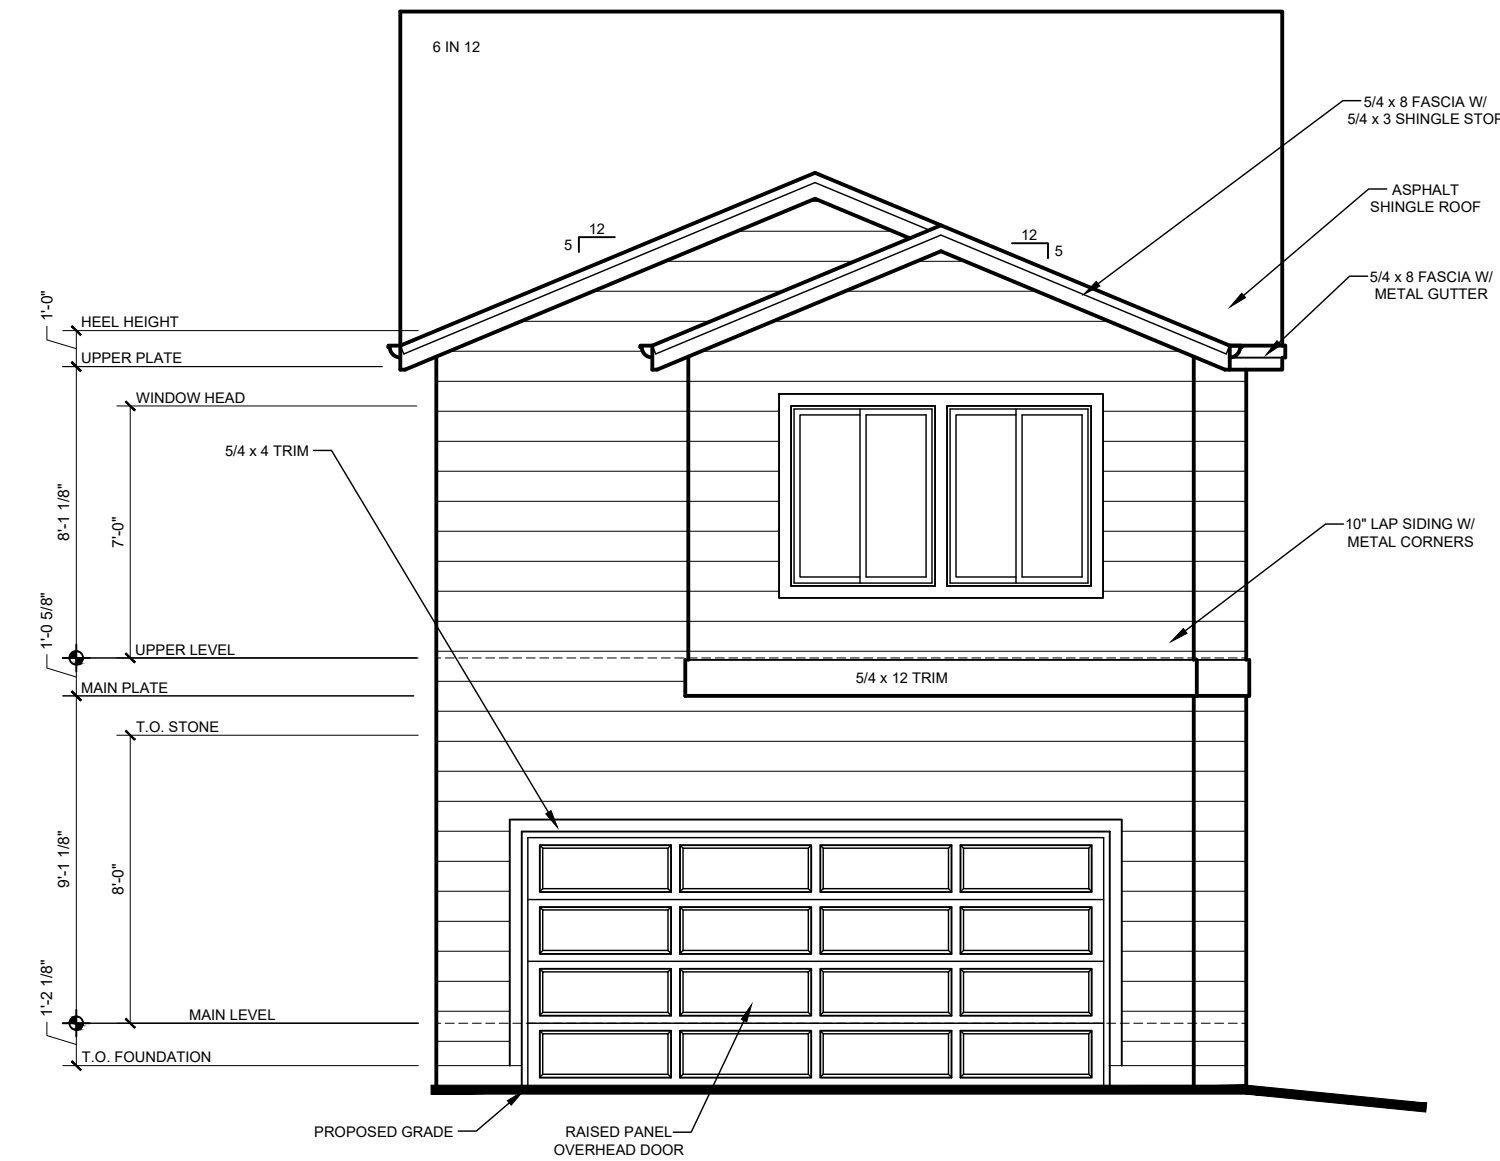 6 IN 12
5/4 x 8 FASCIA W/
5/4 x 3 SHINGLE STOP
ASPHALT
SHINGLE ROOF
12
5
12
5
5/4 x 8 FASCIA W/
METAL GUTTER
1'-0"
HEEL HEIGHT
UPPER PLATE
WINDOW HEAD
5/4 x 4 TRIM
8'-1 1/8"
7'-0"
10" LAP SIDING W/
METAL CORNERS
1'-0 5/8"
UPPER LEVEL
MAIN PLATE
5/4 x 12 TRIM
T.O. STONE
9'-1 1/8"
8'-0"
1'-2 1/8"
MAIN LEVEL
T.O. FOUNDATION
PROPOSED GRADE
RAISED PANEL
OVERHEAD DOOR